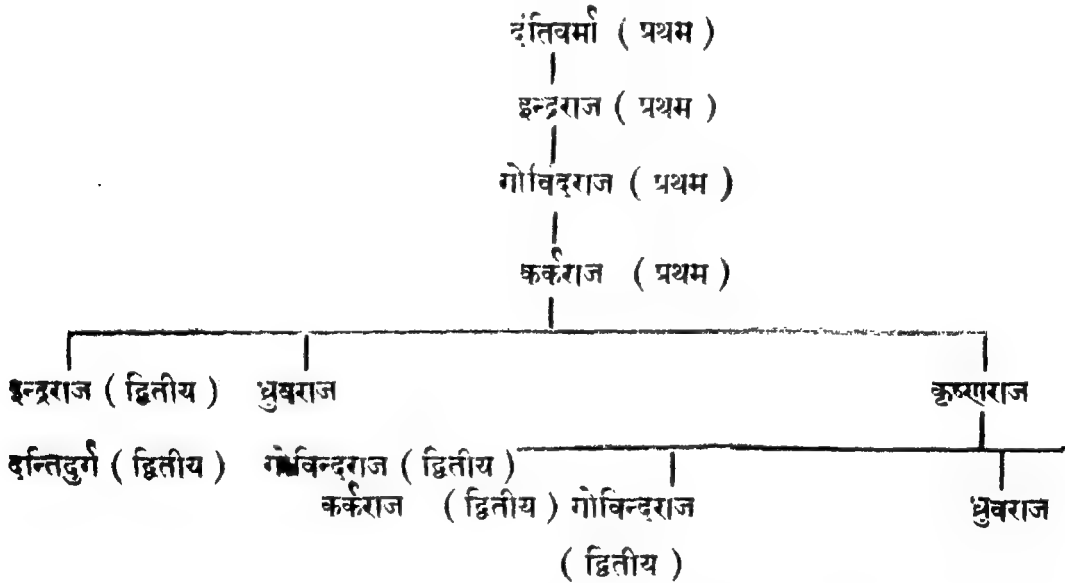 दंतिवर्मा ( प्रथम )
इन्द्रराज ( प्रथम )
गोविंदराज ( प्रथम )
कर्कराज ( प्रथम )
इन्द्रराज ( द्वितीय ) ध्रुवराज कृष्णराज
दन्तिदुर्ग ( द्वितीय ) गोविन्दराज ( द्वितीय )
कर्कराज ( द्वितीय ) गोविन्दराज ध्रुवराज
( द्वितीय )